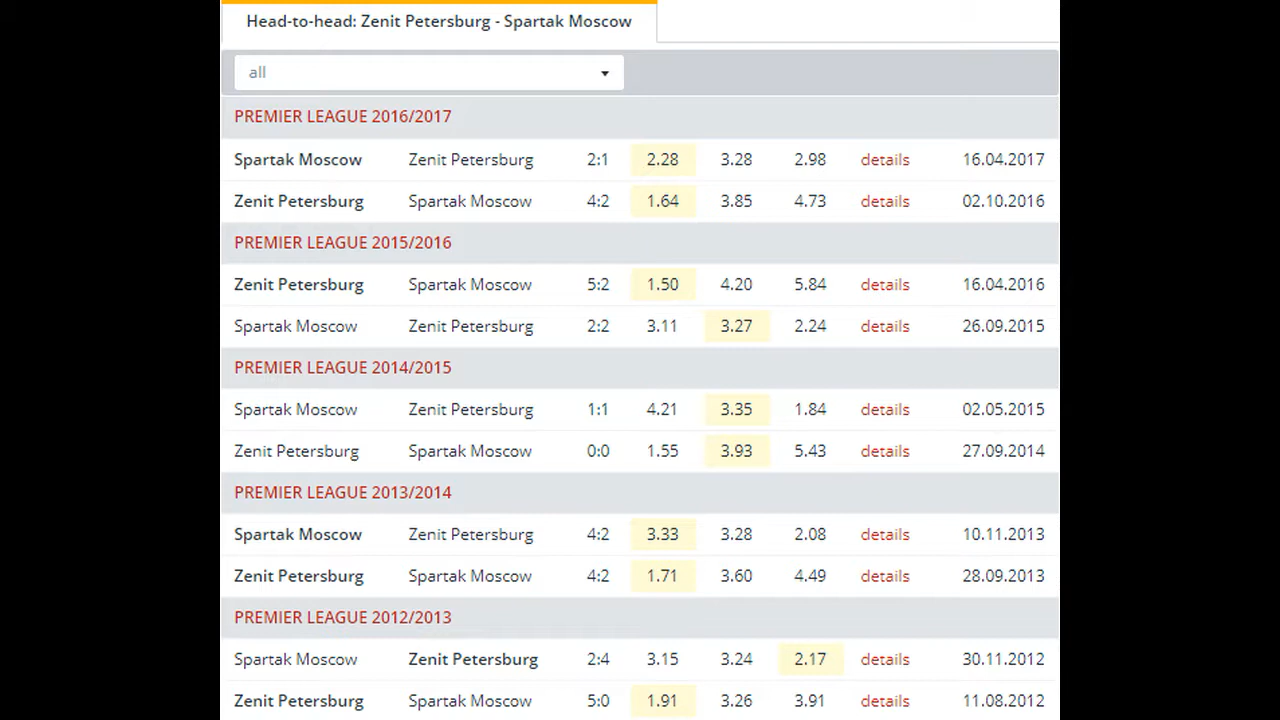 Head-to-head: Zenit Petersburg - Spartak Moscow
all
PREMIER LEAGUE 2016/2017
Spartak Moscow Zenit Petersburg 2:1 2.28 3.28 2.98 details 16.04.2017
Zenit Petersburg Spartak Moscow 4:2 1.64 3.85 4.73 details 02.10.2016
PREMIER LEAGUE 2015/2016
Zenit Petersburg Spartak Moscow 5:2 1.50 4.20 5.84 details 16.04.2016
Spartak Moscow Zenit Petersburg 2:2 3.11 3.27 2.24 details 26.09.2015
PREMIER LEAGUE 2014/2015
Spartak Moscow Zenit Petersburg 1:1 4.21 3.35 1.84 details 02.05.2015
Zenit Petersburg Spartak Moscow 0:0 1.55 3.93 5.43 details 27.09.2014
PREMIER LEAGUE 2013/2014
Spartak Moscow Zenit Petersburg 4:2 3.33 3.28 2.08 details 10.11.2013
Zenit Petersburg Spartak Moscow 4:2 1.71 3.60 4.49 details 28.09.2013
PREMIER LEAGUE 2012/2013
Spartak Moscow Zenit Petersburg 2:4 3.15 3.24 2.17 details 30.11.2012
Zenit Petersburg Spartak Moscow 5:0 1.91 3.26 3.91 details 11.08.2012